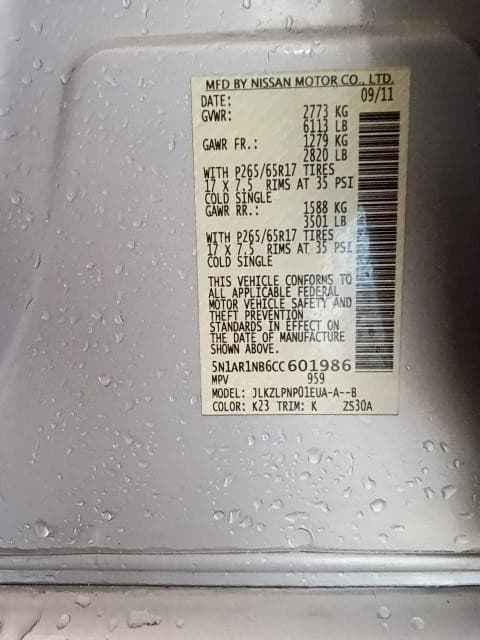 MFD BY NISSAN MOTOR CO., LTD.
DATE: 09/11
GVWR: 2773 KG
6113 LB
GAWR FR.: 1279 KG
2820 LB
WITH P265/65R17 TIRES
17 X 7.5 RIMS AT 35 PSI
COLD SINGLE
GAWR RR.: 1588 KG
3501 LB
WITH P265/65R17 TIRES
17 X 7.5 RIMS AT 35 PSI
COLD SINGLE
THIS VEHICLE CONFORMS TO
ALL APPLICABLE FEDERAL
MOTOR VEHICLE SAFETY AND
THEFT PREVENTION
STANDARDS IN EFFECT ON
THE DATE OF MANUFACTURE
SHOWN ABOVE.
5N1AR1NB6CC601986
MPV 959
MODEL: JLKZLPNP01EUA-A--B
COLOR: K23 TRIM: K ZS30A